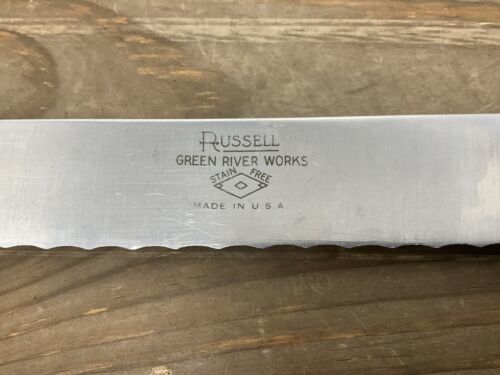 RUSSELL
GREEN RIVER WORKS
STAIN FREE
MADE IN U.S.A.